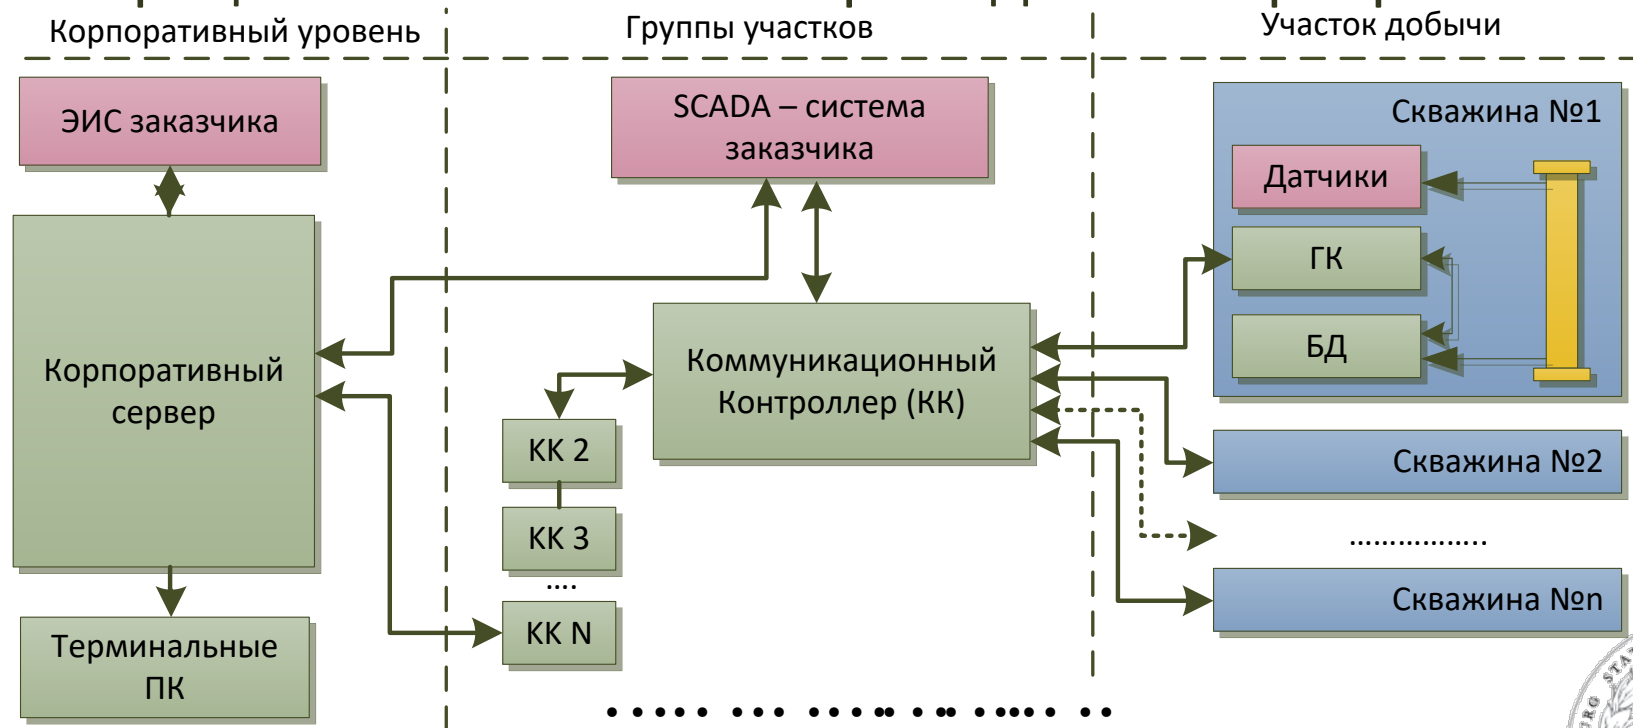 Корпоративный уровень
Группы участков
Участок добычи
ЭИС заказчика
Корпоративный
сервер
Терминальные
ПК
SCADA – система
заказчика
Коммуникационный
Контроллер (КК)
КК 2
КК 3
....
КК N
Скважина №1
Датчики
ГК
БД
Скважина №2
................
Скважина №n